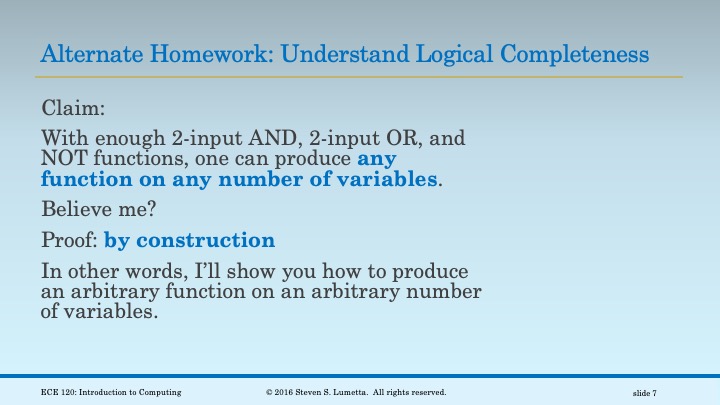 Alternate Homework: Understand Logical Completeness
Claim:
With enough 2-input AND, 2-input OR, and
NOT functions, one can produce any
function on any number of variables.
Believe me?
Proof: by construction
In other words, I’ll show you how to produce
an arbitrary function on an arbitrary number
of variables.
ECE 120: Introduction to Computing
© 2016 Steven S. Lumetta. All rights reserved.
slide 7